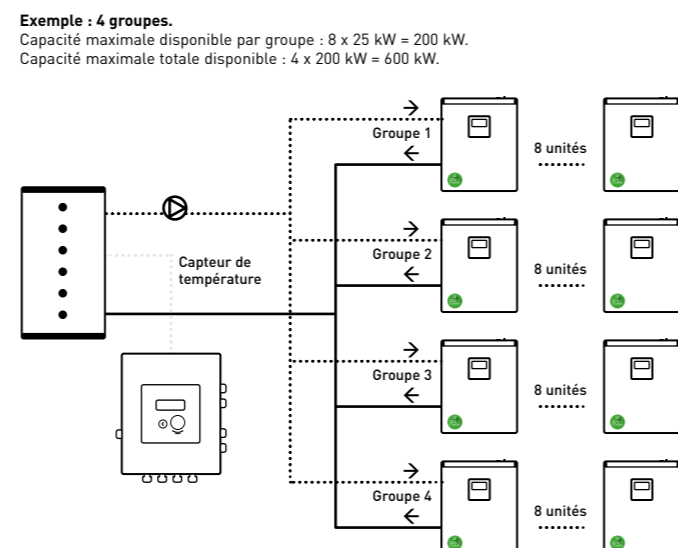 Exemple : 4 groupes.
Capacité maximale disponible par groupe : 8 x 25 kW = 200 kW.
Capacité maximale totale disponible : 4 x 200 kW = 600 kW.
Groupe 1
8 unités
Groupe 2
8 unités
Capteur de
température
Groupe 3
8 unités
Groupe 4
8 unités